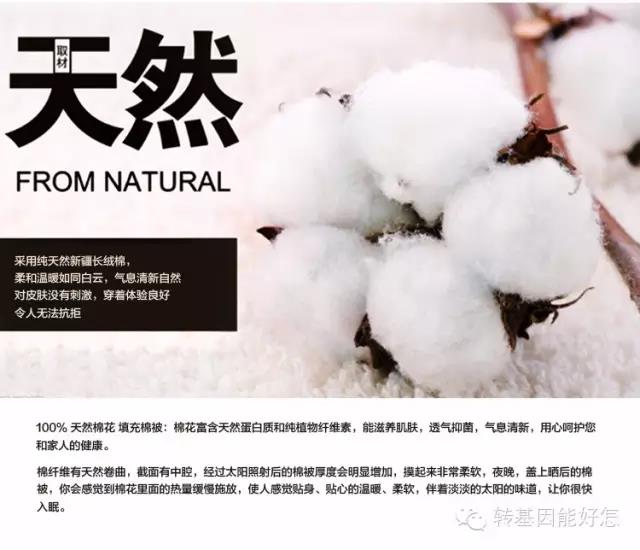 取材
天然
FROM NATURAL
采用纯天然新疆长绒棉，
柔和温暖如同白云，气息清新自然
对皮肤没有刺激，穿着体验良好
令人无法抗拒
100% 天然棉花 填充棉被：棉花富含天然蛋白质和纯植物纤维素，能滋养肌肤，透气抑菌，气息清新，用心呵护您
和家人的健康。
棉纤维有天然卷曲，截面有中腔，经过太阳照射后的棉被厚度会明显增加，摸起来非常柔软，夜晚，盖上晒后的棉
被，你会感觉到棉花里面的热量缓慢施放，使人感觉贴身、贴心的温暖、柔软，伴着淡淡的太阳的味道，让你很快
入眠。
转基因能好怎